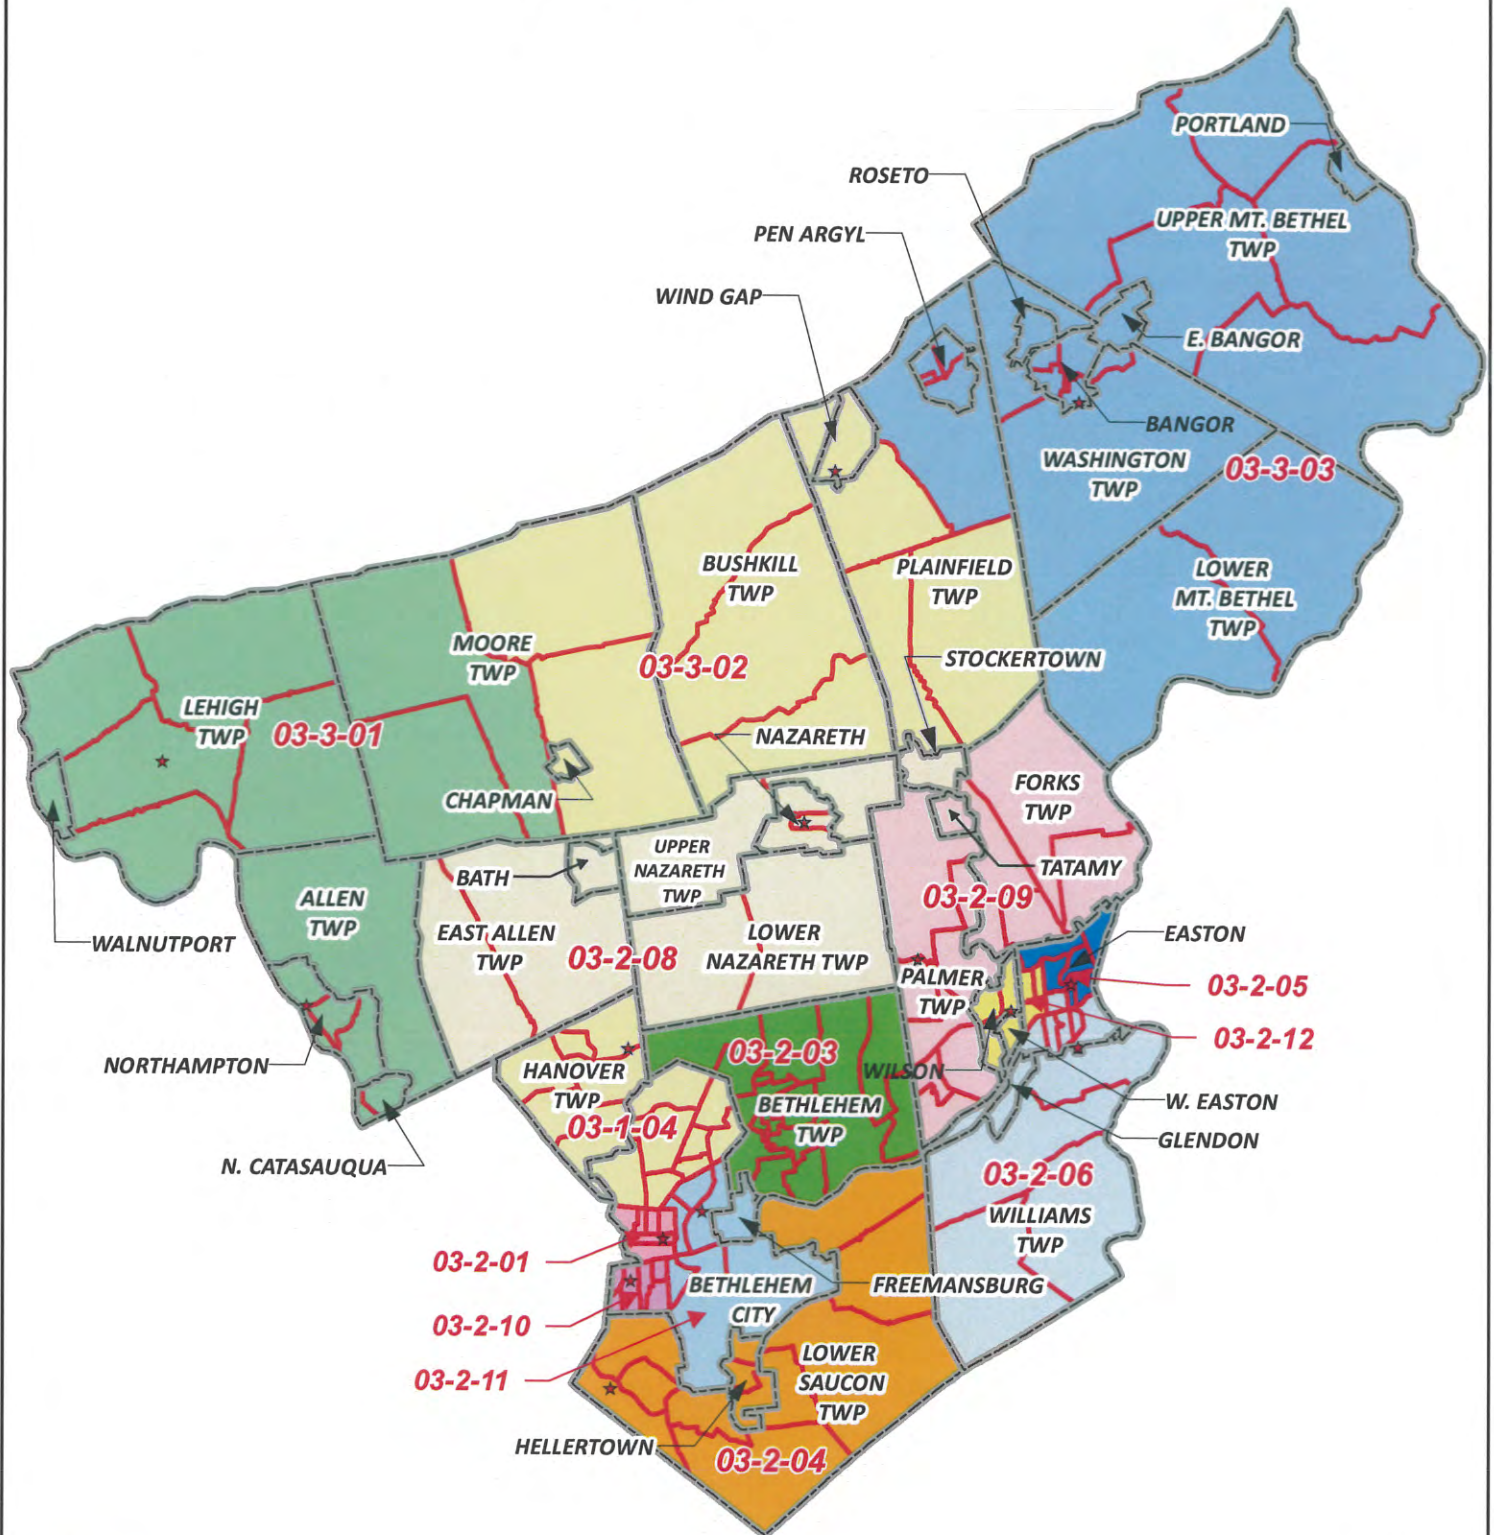 PORTLAND
ROSETO
UPPER MT. BETHEL
TWP
PEN ARGYL
WIND GAP
E. BANGOR
BANGOR
WASHINGTON
TWP
03-3-03
BUSHKILL
TWP
PLAINFIELD
TWP
LOWER
MT. BETHEL
TWP
MOORE
TWP
03-3-02
STOCKERTOWN
LEHIGH
TWP
03-3-01
NAZARETH
CHAPMAN
FORKS
TWP
UPPER
NAZARETH
TWP
BATH
TATAMY
ALLEN
TWP
03-2-09
WALNUTPORT
EAST ALLEN
TWP
03-2-08
LOWER
NAZARETH TWP
EASTON
PALMER
TWP
03-2-05
03-2-12
NORTHAMPTON
HANOVER
TWP
03-2-03
WILSON
BETHLEHEM
TWP
W. EASTON
03-1-04
GLENDON
N. CATASAUQUA
03-2-06
WILLIAMS
TWP
03-2-01
BETHLEHEM
CITY
FREEMANSBURG
03-2-10
03-2-11
LOWER
SAUCON
TWP
HELLERTOWN
03-2-04